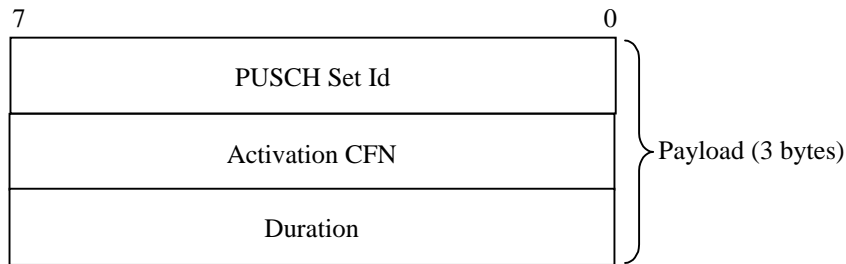 7 0
PUSCH Set Id
Activation CFN
Payload (3 bytes)
Duration